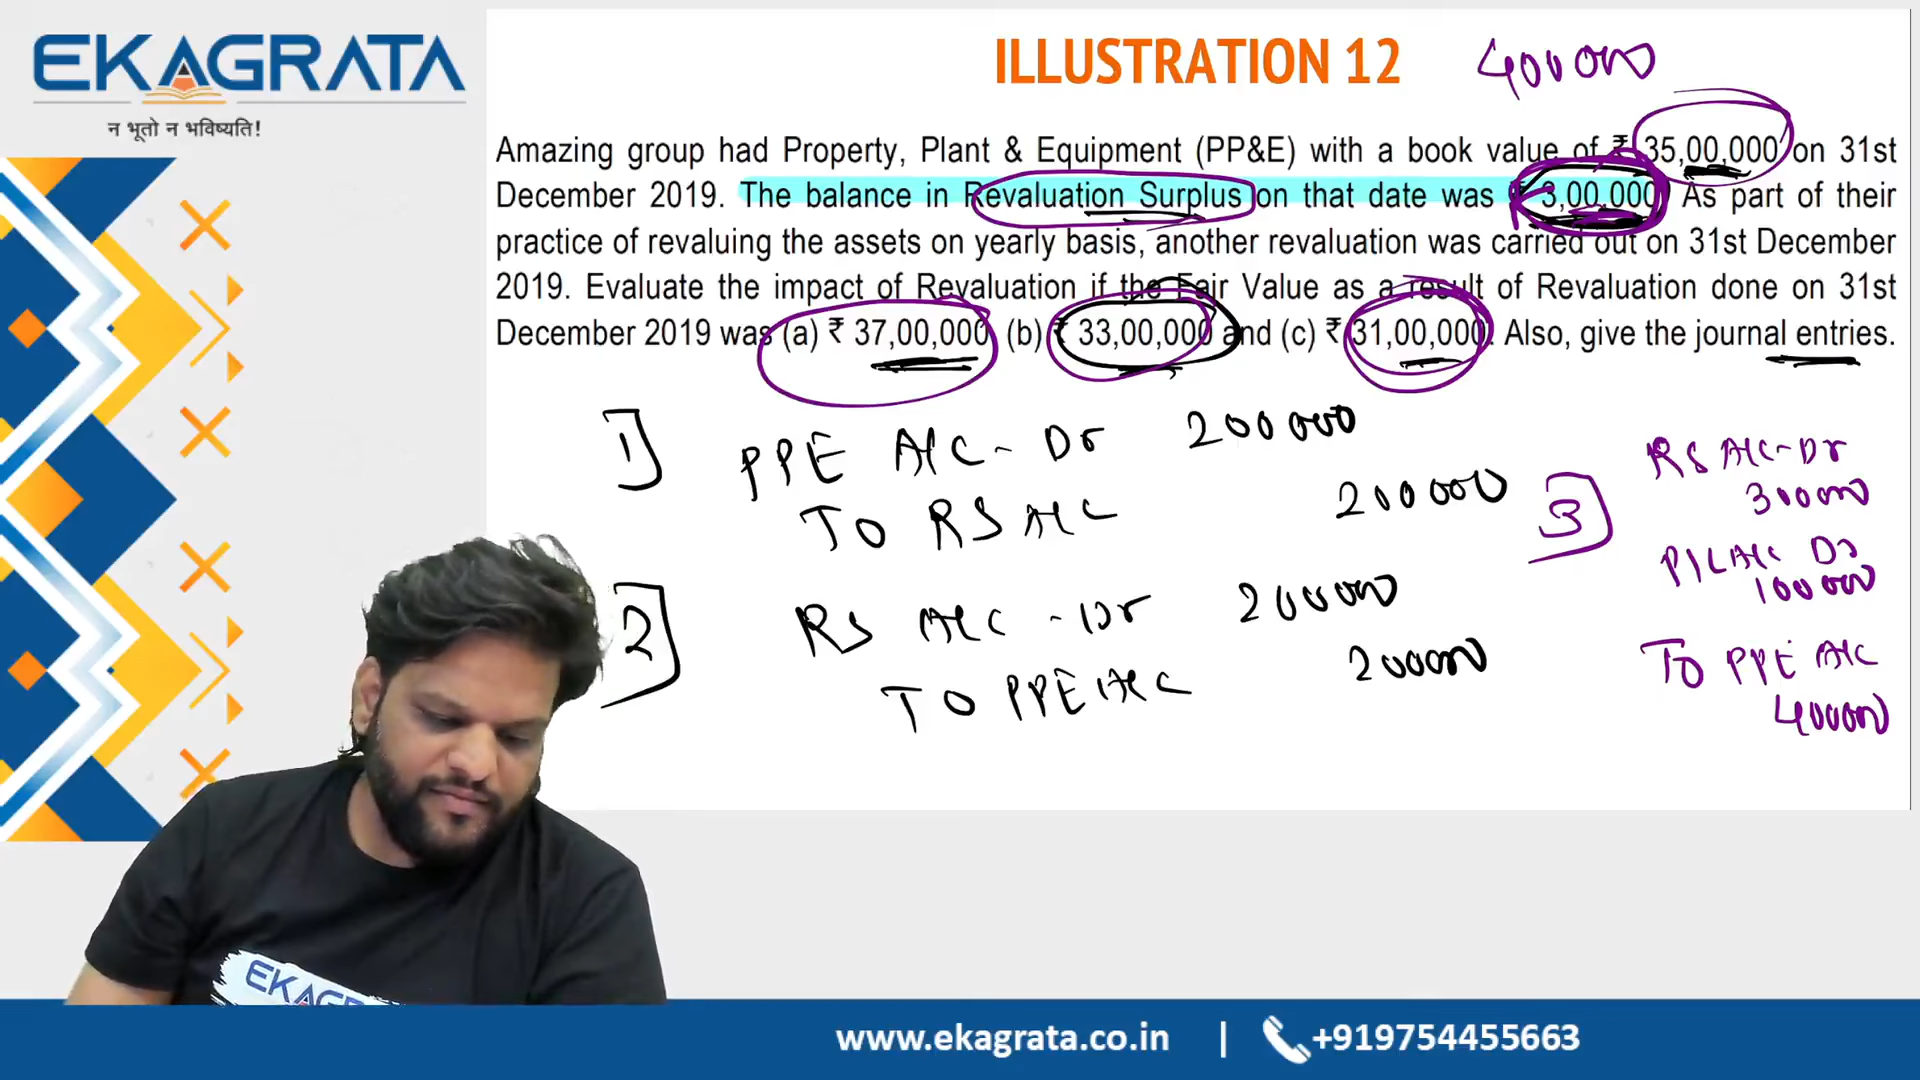 EKAGRATA
न भूतो न भविष्यति!
ILLUSTRATION 12
400000
Amazing group had Property, Plant & Equipment (PP&E) with a book value of ₹ 35,00,000 on 31st
December 2019. The balance in Revaluation Surplus on that date was ₹ 3,00,000. As part of their
practice of revaluing the assets on yearly basis, another revaluation was carried out on 31st December
2019. Evaluate the impact of Revaluation if the Fair Value as a result of Revaluation done on 31st
December 2019 was (a) ₹ 37,00,000 (b) ₹ 33,00,000 and (c) ₹ 31,00,000. Also, give the journal entries.
1] PPE A/C - Dr 200000
TO RS A/C 200000
2] RS A/C - Dr 200000
TO PPE A/C 200000
3] RS A/C - Dr
300000
P/L A/C Dr
100000
TO PPE A/C
400000
EKAGRATA
www.ekagrata.co.in | +919754455663